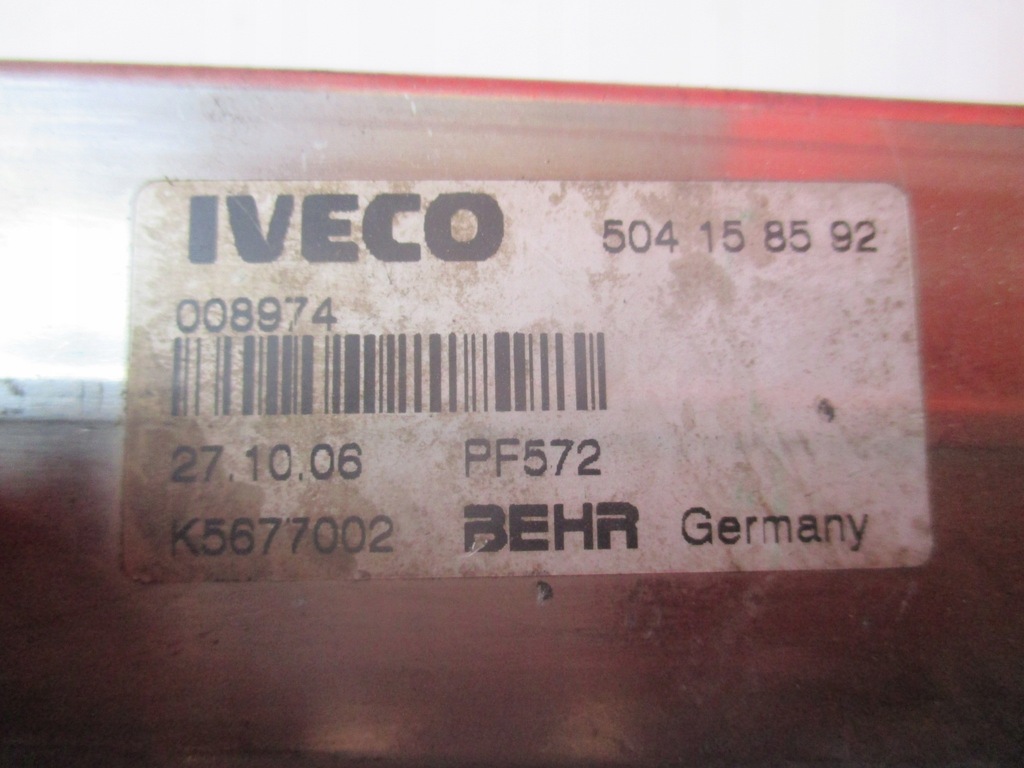 IVECO 504 15 85 92
008974
27.10.06 PF572
K5677002 BEHR Germany